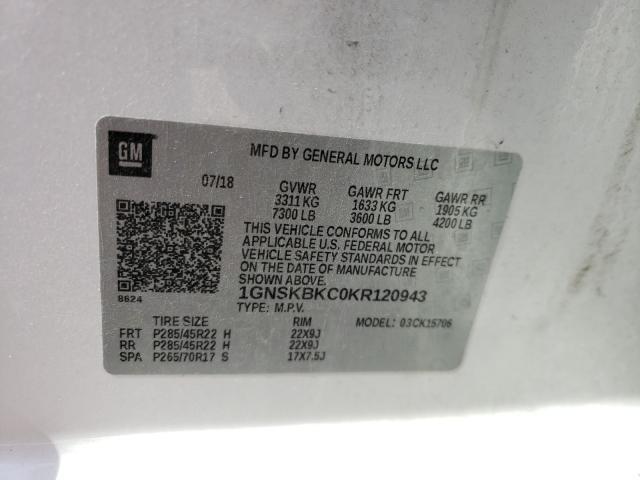 GM
MFD BY GENERAL MOTORS LLC
07/18 GVWR GAWR FRT GAWR RR
3311 KG 1633 KG 1905 KG
7300 LB 3600 LB 4200 LB
THIS VEHICLE CONFORMS TO ALL
APPLICABLE U.S. FEDERAL MOTOR
VEHICLE SAFETY STANDARDS IN EFFECT
ON THE DATE OF MANUFACTURE
SHOWN ABOVE.
8624 1GNSKBKC0KR120943
TYPE: M.P.V.
TIRE SIZE RIM MODEL: 03CK15706
FRT P285/45R22 H 22X9J
RR P285/45R22 H 22X9J
SPA P265/70R17 S 17X7.5J